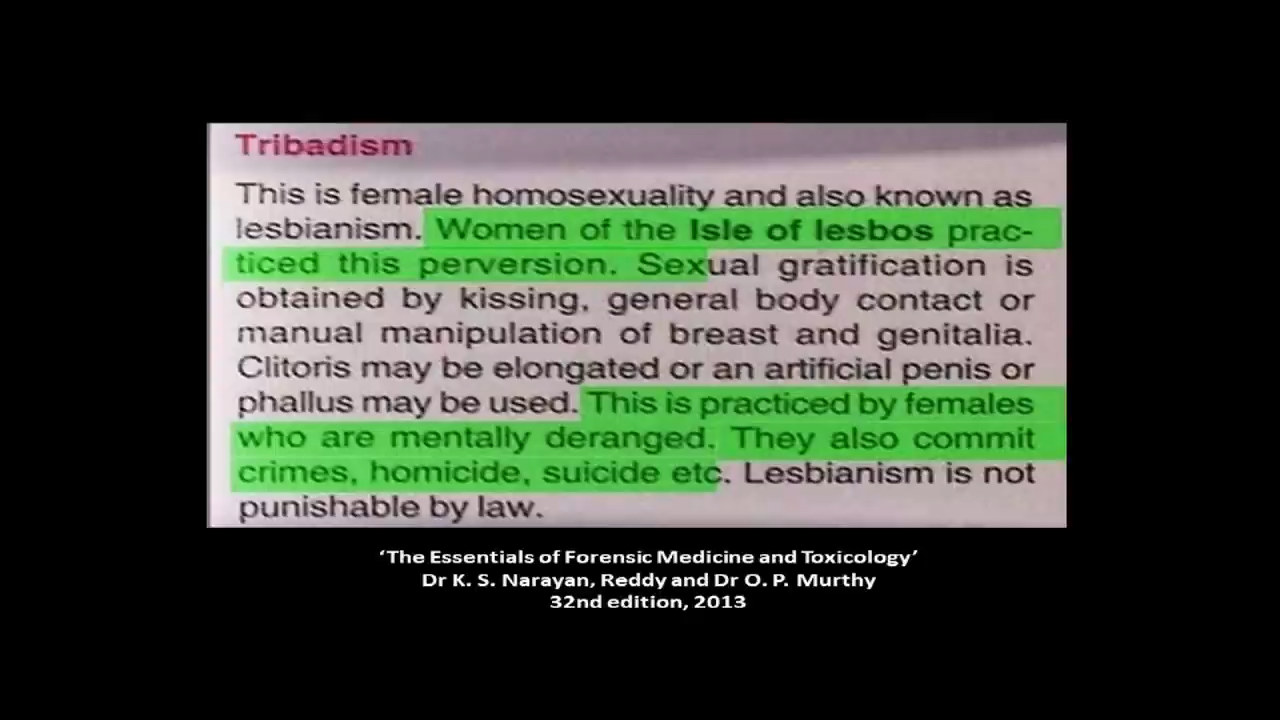 Tribadism
This is female homosexuality and also known as
lesbianism. Women of the Isle of lesbos prac-
ticed this perversion. Sexual gratification is
obtained by kissing, general body contact or
manual manipulation of breast and genitalia.
Clitoris may be elongated or an artificial penis or
phallus may be used. This is practiced by females
who are mentally deranged. They also commit
crimes, homicide, suicide etc. Lesbianism is not
punishable by law.
‘The Essentials of Forensic Medicine and Toxicology’
Dr K. S. Narayan, Reddy and Dr O. P. Murthy
32nd edition, 2013